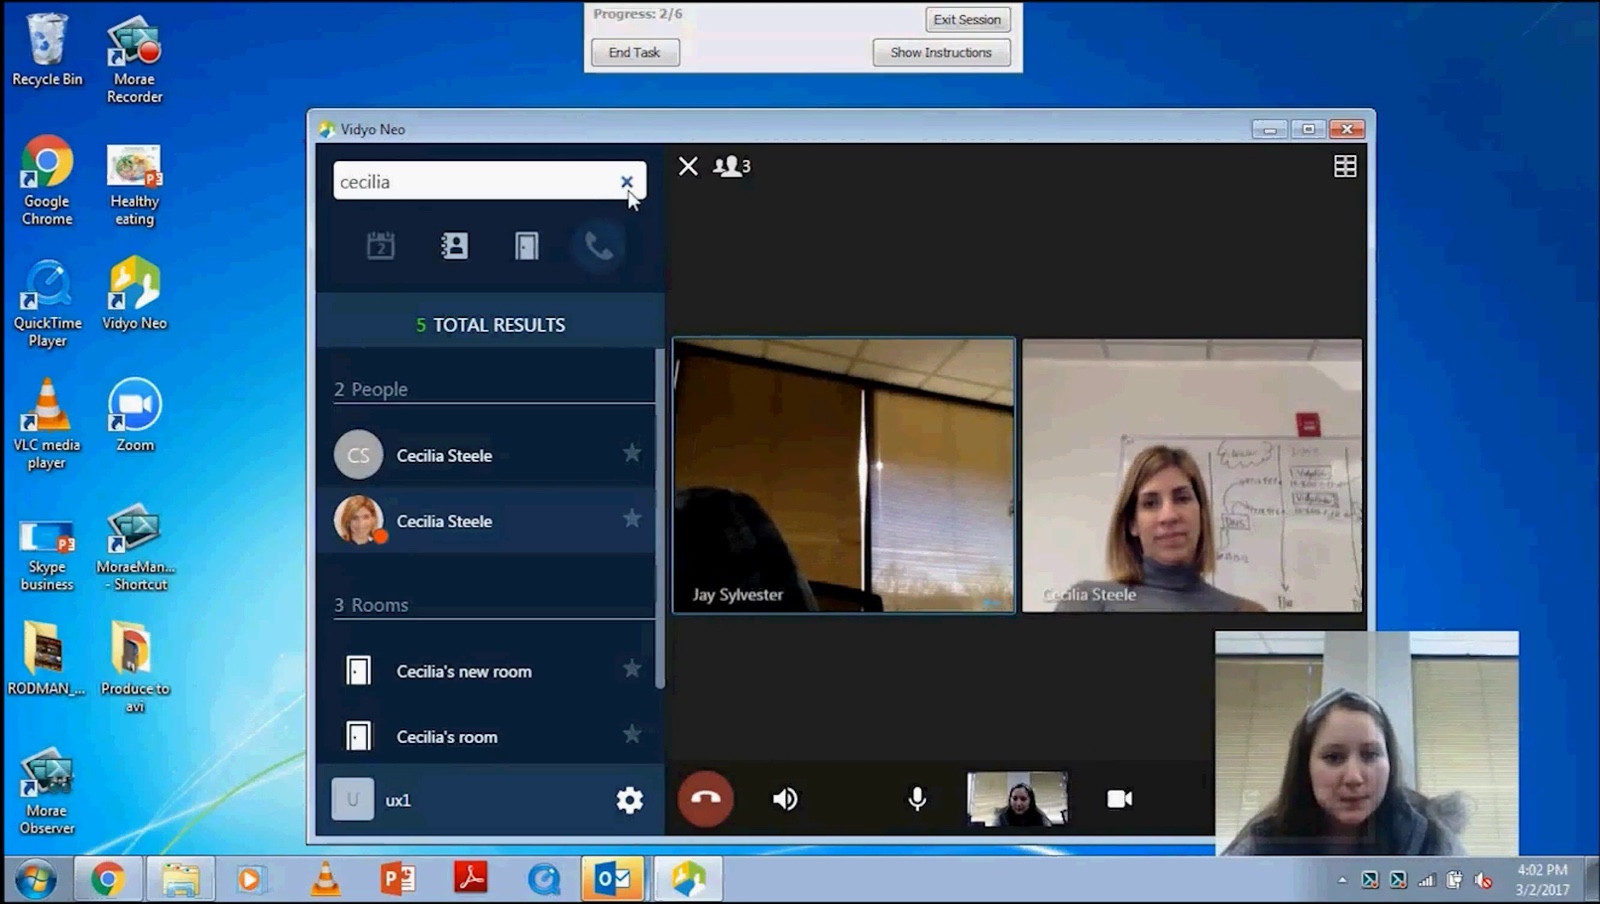 Progress: 2/6
Exit Session
End Task
Show Instructions
Recycle Bin
Morae
Recorder
Google
Chrome
Healthy
eating
QuickTime
Player
Vidyo Neo
VLC media
player
Zoom
Skype
business
MoraeMan...
- Shortcut
RODMAN_...
Produce to
avi
Morae
Observer
Vidyo Neo
cecilia
2
5 TOTAL RESULTS
2 People
CS
Cecilia Steele
Cecilia Steele
3 Rooms
Cecilia's new room
Cecilia's room
U
ux1
3
Jay Sylvester
Cecilia Steele
DNS
4:02 PM
3/2/2017